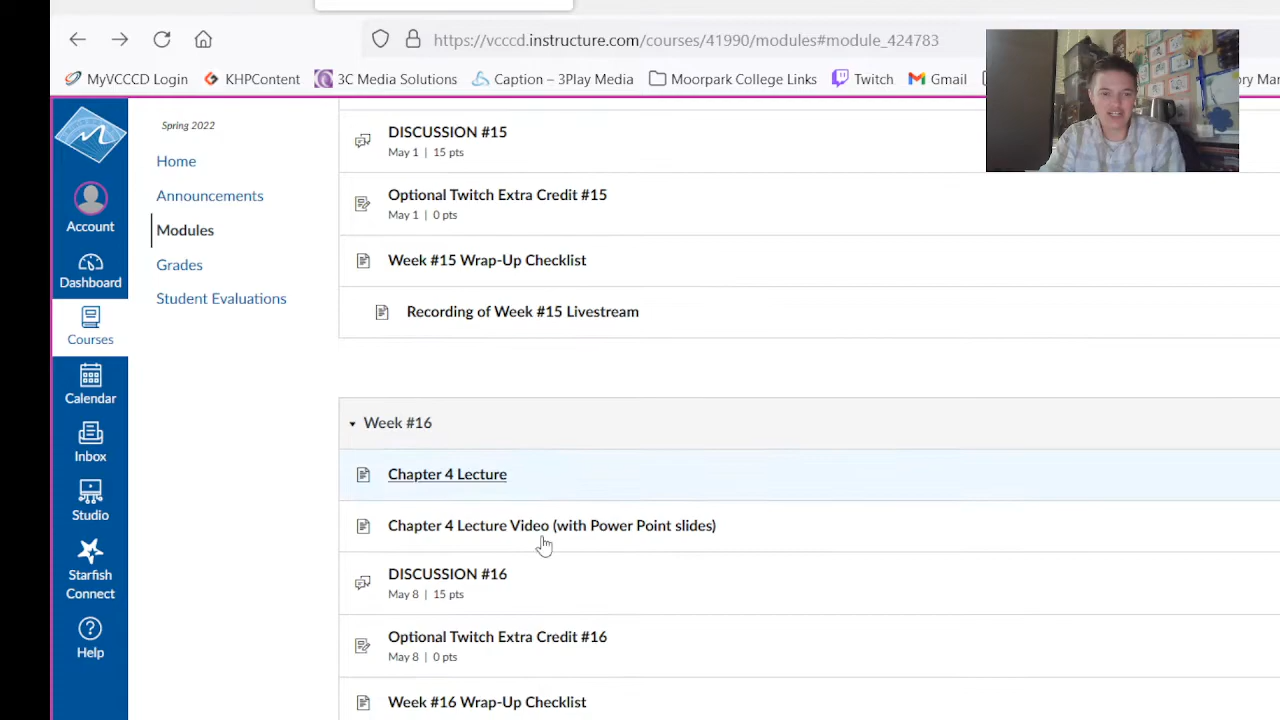 https://vcccd.instructure.com/courses/41990/modules#module_424783
MyVCCCD Login
KHPContent
3C Media Solutions
Caption – 3Play Media
Moorpark College Links
Twitch
Gmail
ory Mar
Spring 2022
Home
Announcements
Modules
Grades
Student Evaluations
Account
Dashboard
Courses
Calendar
Inbox
Studio
Starfish
Connect
Help
DISCUSSION #15
May 1 | 15 pts
Optional Twitch Extra Credit #15
May 1 | 0 pts
Week #15 Wrap-Up Checklist
Recording of Week #15 Livestream
Week #16
Chapter 4 Lecture
Chapter 4 Lecture Video (with Power Point slides)
DISCUSSION #16
May 8 | 15 pts
Optional Twitch Extra Credit #16
May 8 | 0 pts
Week #16 Wrap-Up Checklist